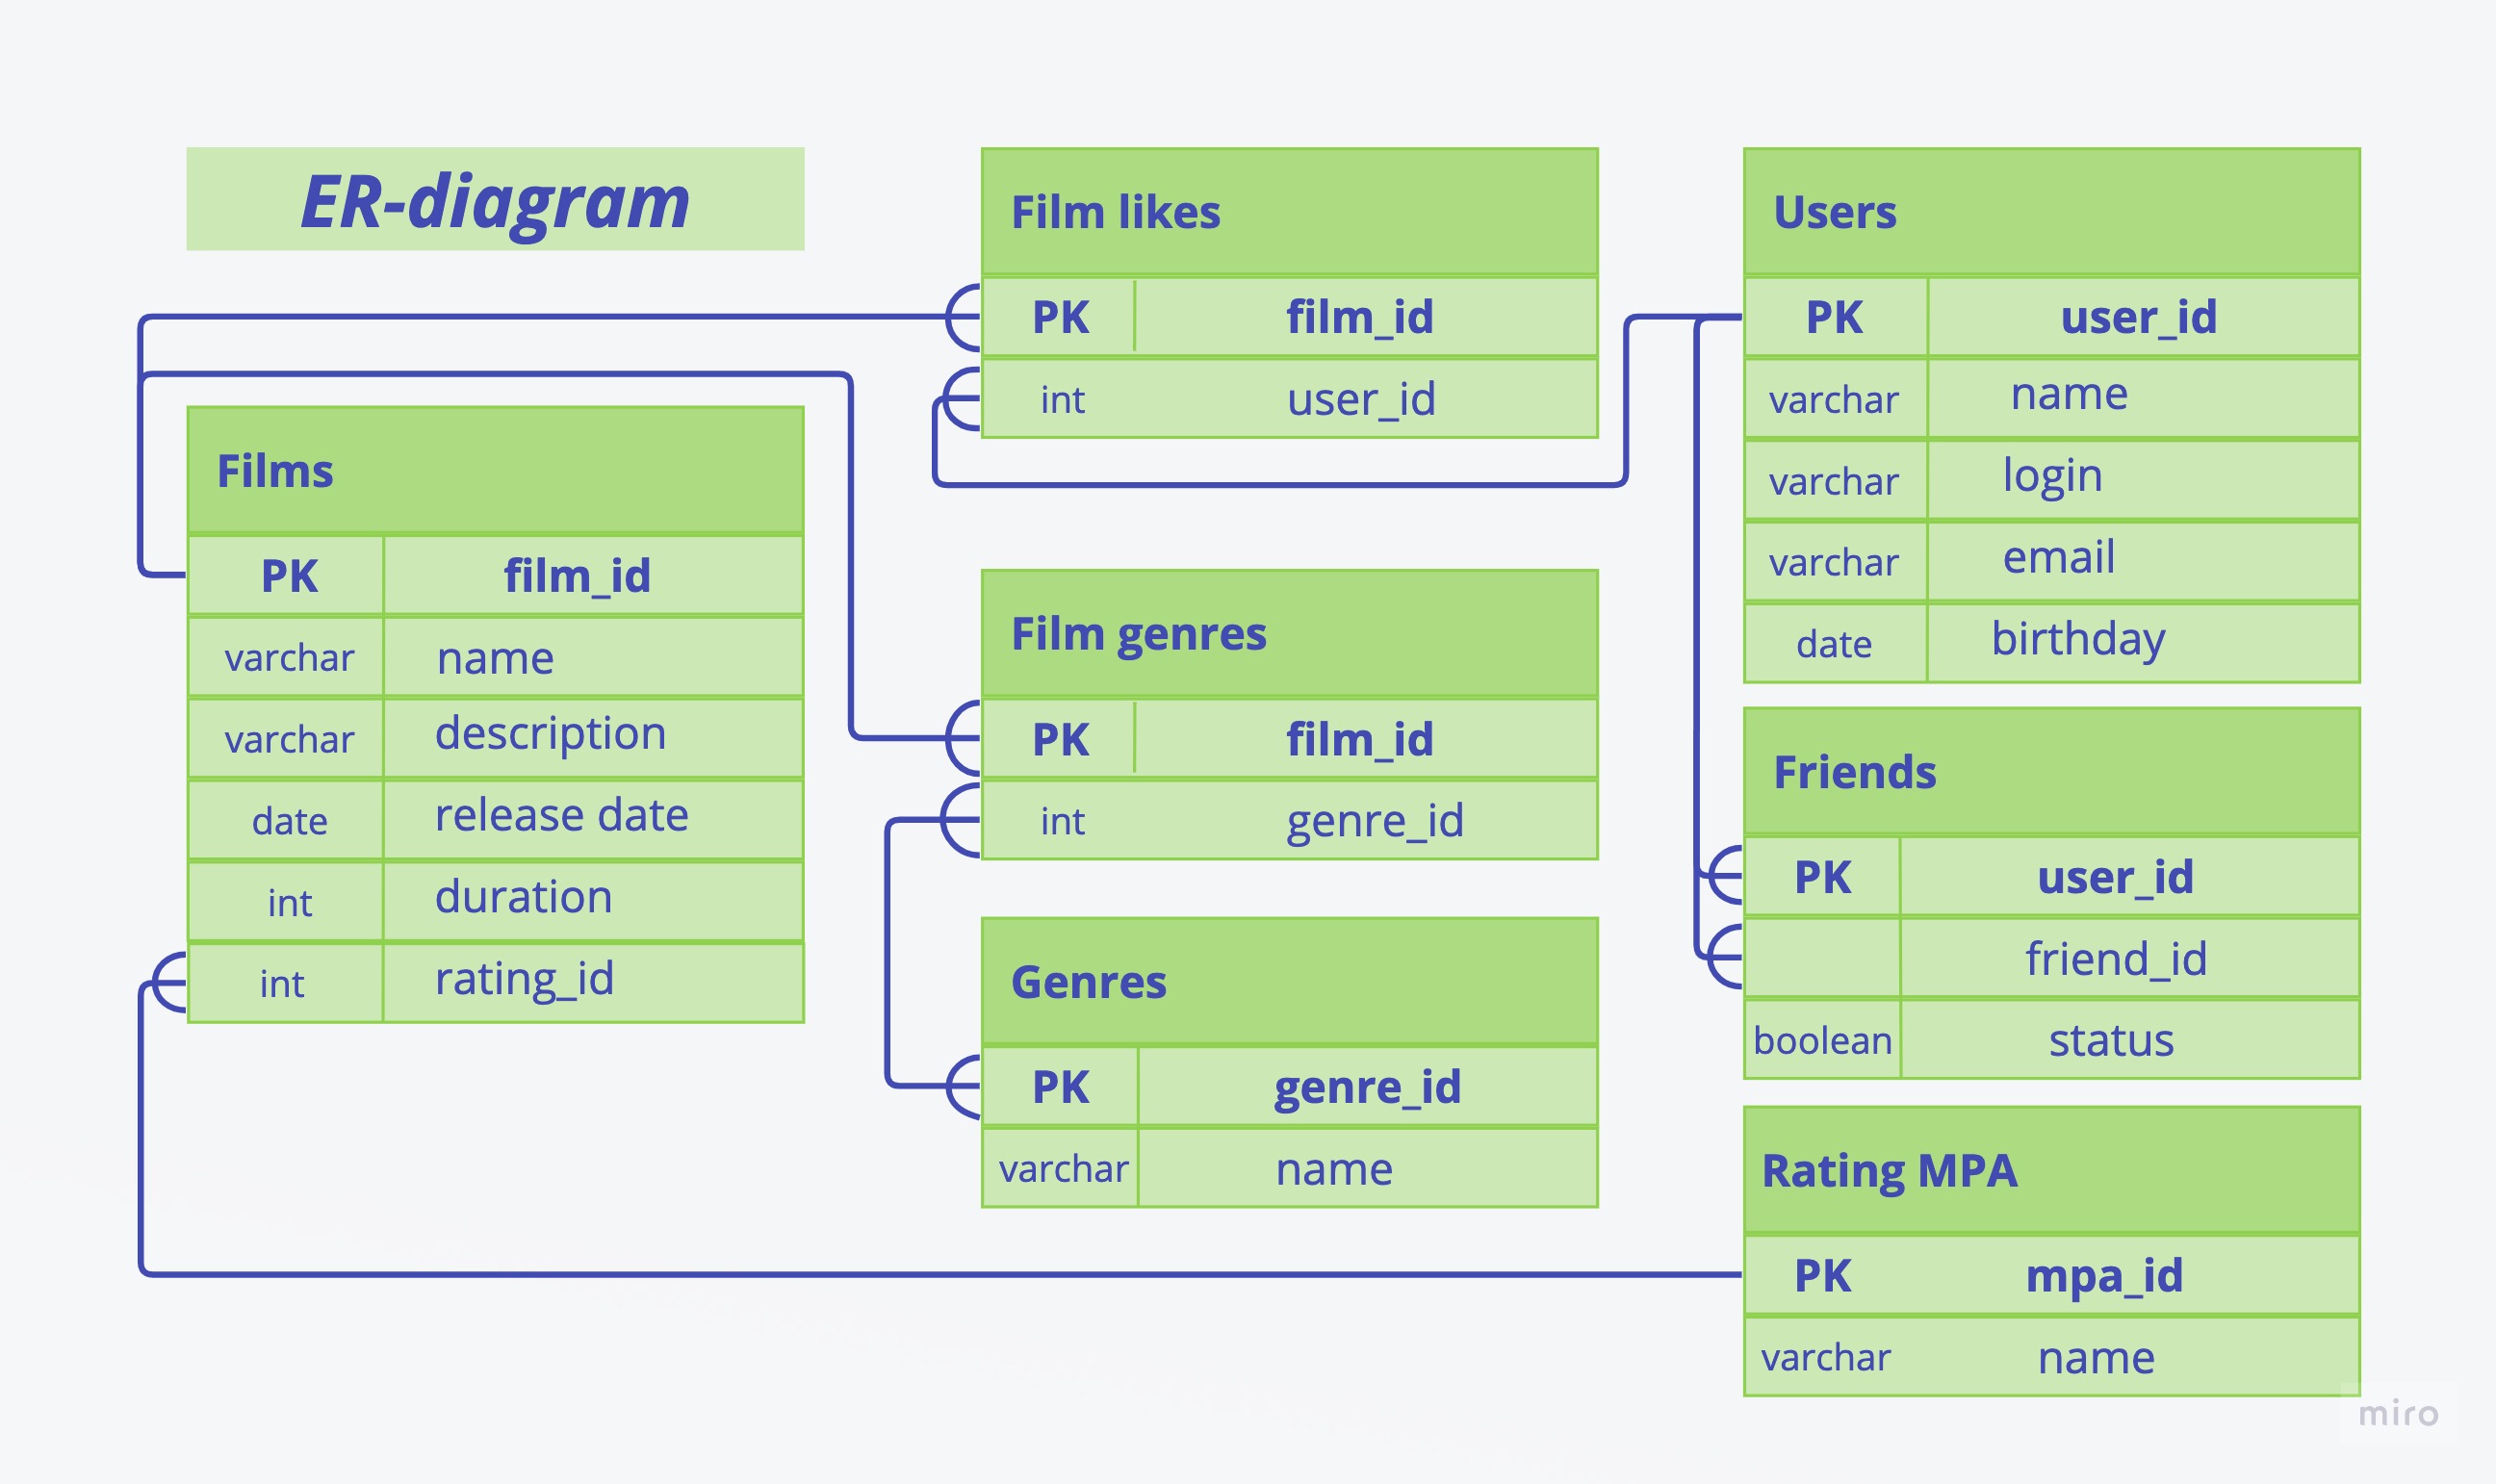 ER-diagram
Films
PK film_id
varchar name
varchar description
date release date
int duration
int rating_id
Film likes
PK film_id
int user_id
Film genres
PK film_id
int genre_id
Genres
PK genre_id
varchar name
Users
PK user_id
varchar name
varchar login
varchar email
date birthday
Friends
PK user_id
friend_id
boolean status
Rating MPA
PK mpa_id
varchar name
miro